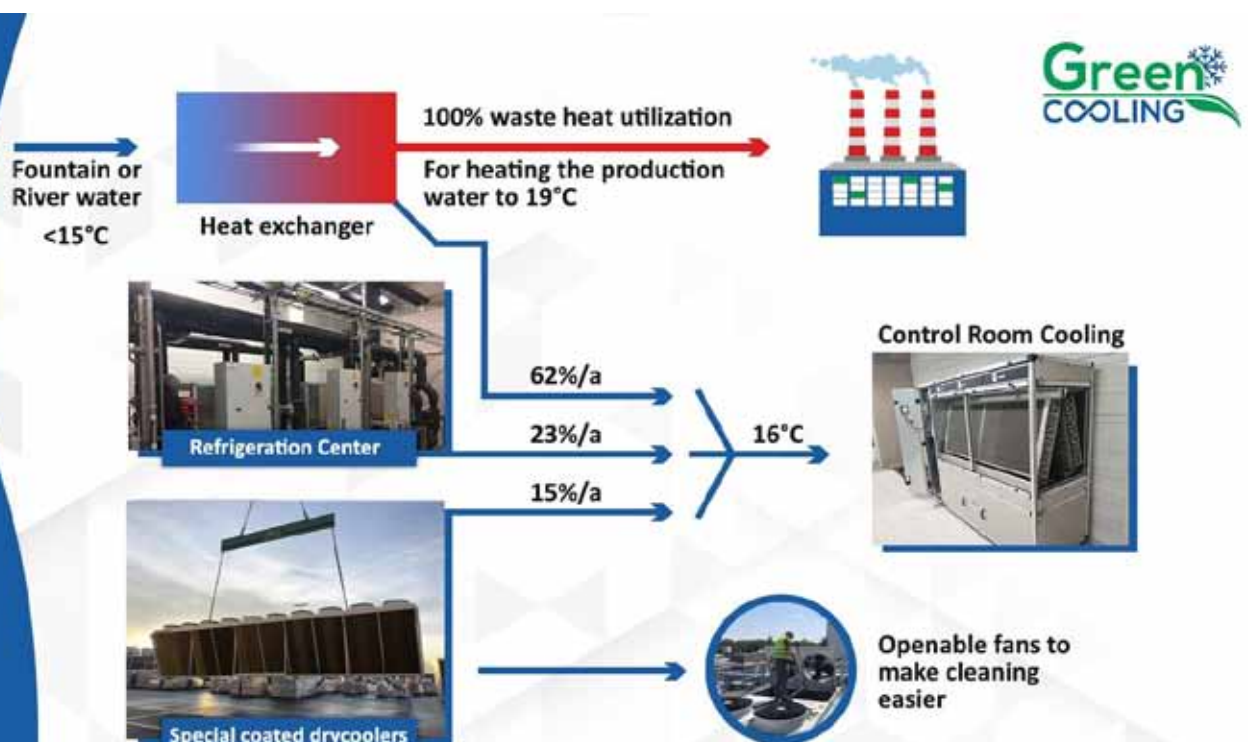 Green
COOLING
100% waste heat utilization
Fountain or
River water
<15°C
For heating the production
water to 19°C
Heat exchanger
Control Room Cooling
62%/a
Refrigeration Center
23%/a
16°C
15%/a
Openable fans to
make cleaning
easier
Special coated drycoolers